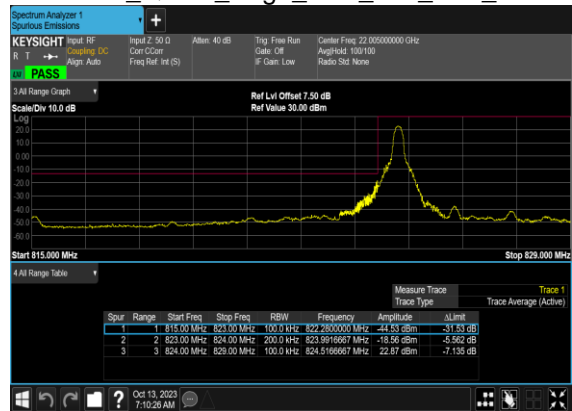 Spectrum Analyzer 1
Spurious Emissions
KEYSIGHT Input: RF Input Z: 50 Ω Atten: 40 dB Trig: Free Run Center Freq: 22.005000000 GHz
R T Coupling: DC Corr CCorr Gate: Off Avg|Hold: 100/100
Align: Auto Freq Ref: Int (S) IF Gain: Low Radio Std: None
PASS
3 All Range Graph
Ref Lvl Offset 7.50 dB
Scale/Div 10.0 dB Ref Value 30.00 dBm
Log
20.0
10.0
0.00
-10.0
-20.0
-30.0
-40.0
-50.0
Start 815.000 MHz Stop 829.000 MHz
4 All Range Table
Measure Trace Trace 1
Trace Type Trace Average (Active)
Spur Range Start Freq Stop Freq RBW Frequency Amplitude ΔLimit
1 1 815.00 MHz 823.00 MHz 100.0 kHz 822.2800000 MHz -44.53 dBm -31.53 dB
2 2 823.00 MHz 824.00 MHz 200.0 kHz 823.9916667 MHz -18.56 dBm -5.562 dB
3 3 824.00 MHz 829.00 MHz 100.0 kHz 824.5166667 MHz 22.87 dBm -7.135 dB
? Oct 13, 2023
7:10:26 AM